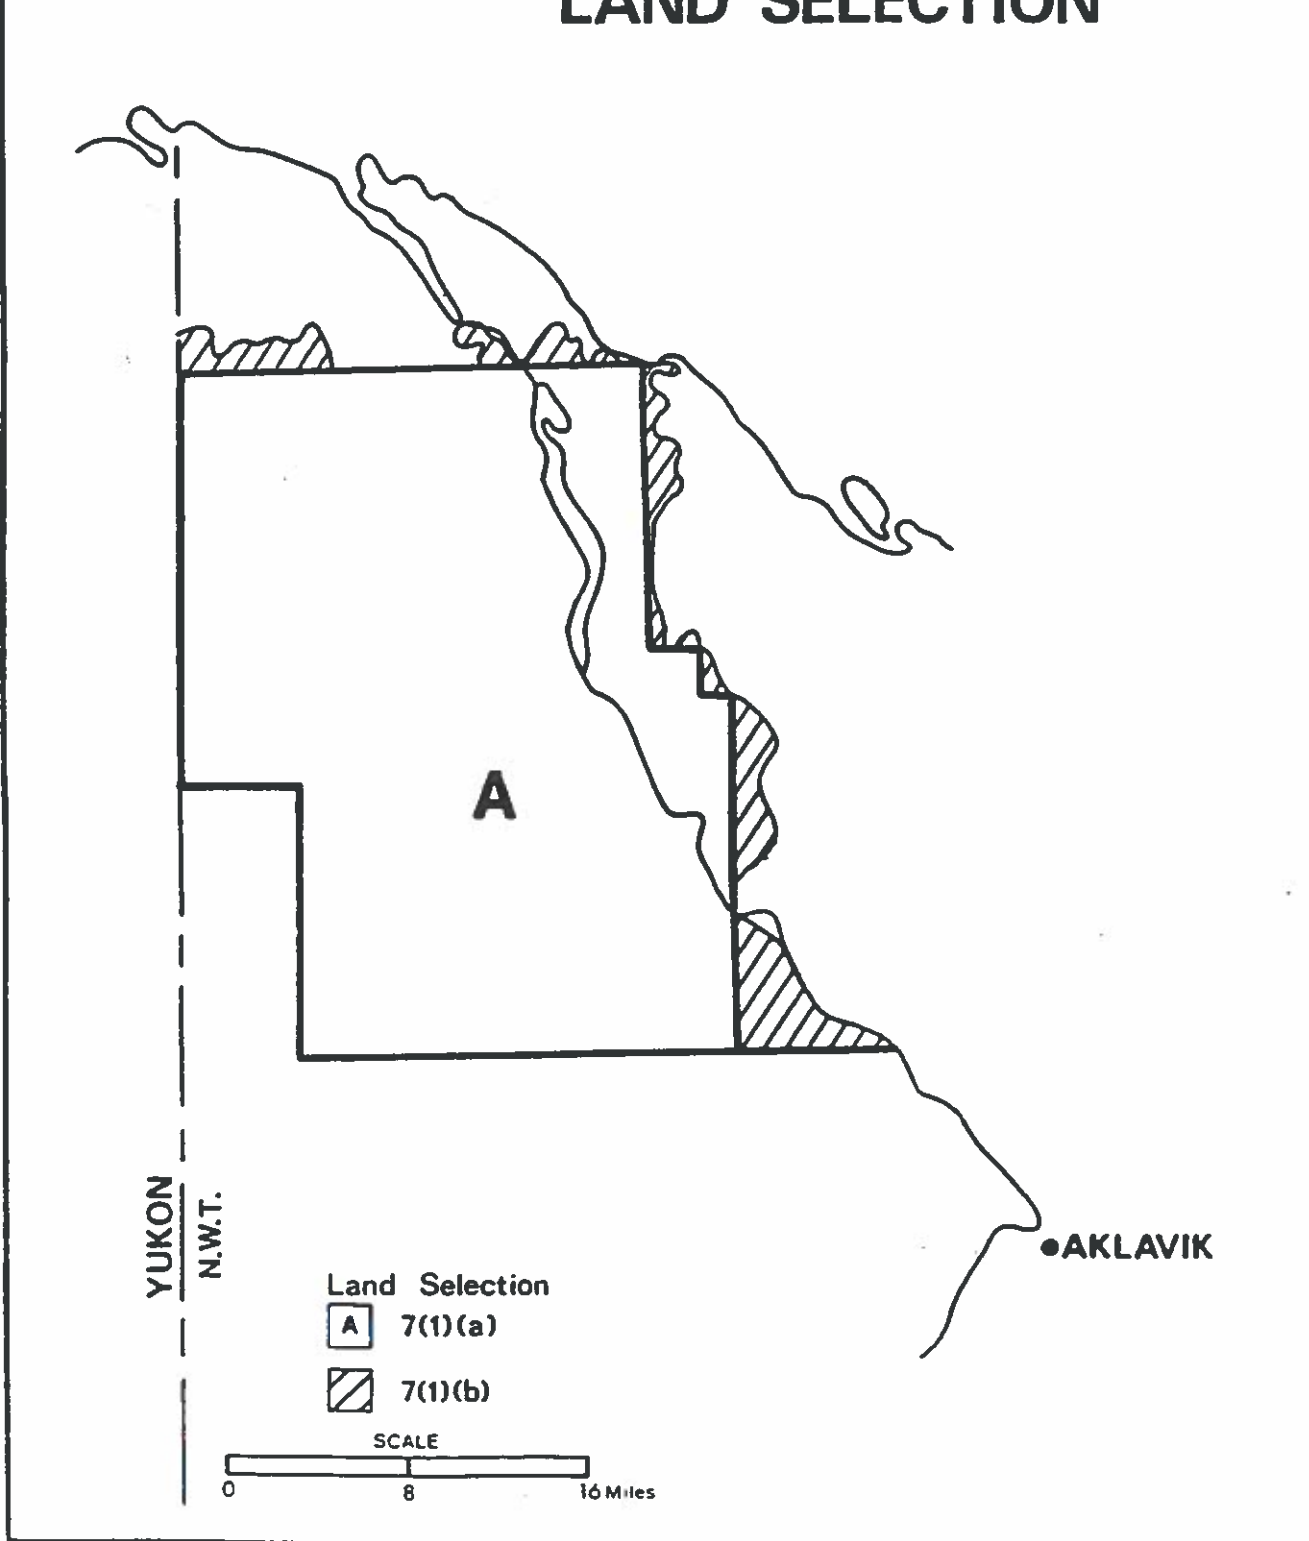 LAND SELECTION
A
YUKON
N.W.T.
AKLAVIK
Land Selection
A 7(1)(a)
7(1)(b)
SCALE
0 8 16 Miles